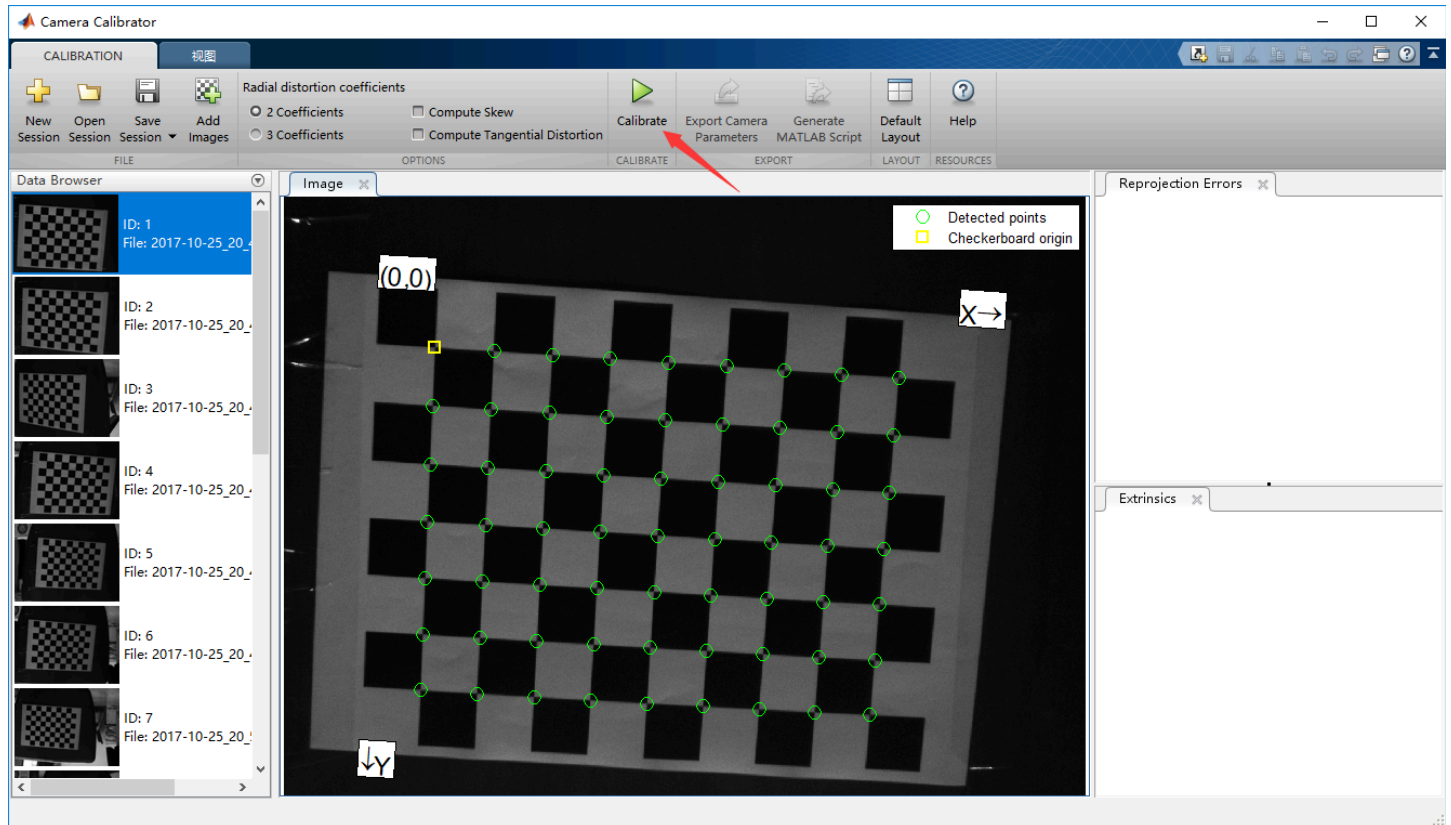 Camera Calibrator
CALIBRATION
视图
New Session
Open Session
Save Session
Add Images
Radial distortion coefficients
2 Coefficients
3 Coefficients
Compute Skew
Compute Tangential Distortion
Calibrate
Export Camera Parameters
Generate MATLAB Script
Default Layout
Help
FILE
OPTIONS
CALIBRATE
EXPORT
LAYOUT
RESOURCES
Data Browser
ID: 1
File: 2017-10-25_20_
ID: 2
File: 2017-10-25_20_
ID: 3
File: 2017-10-25_20_
ID: 4
File: 2017-10-25_20_
ID: 5
File: 2017-10-25_20_
ID: 6
File: 2017-10-25_20_
ID: 7
File: 2017-10-25_20_
Image
Detected points
Checkerboard origin
(0,0)
X→
↓Y
Reprojection Errors
Extrinsics